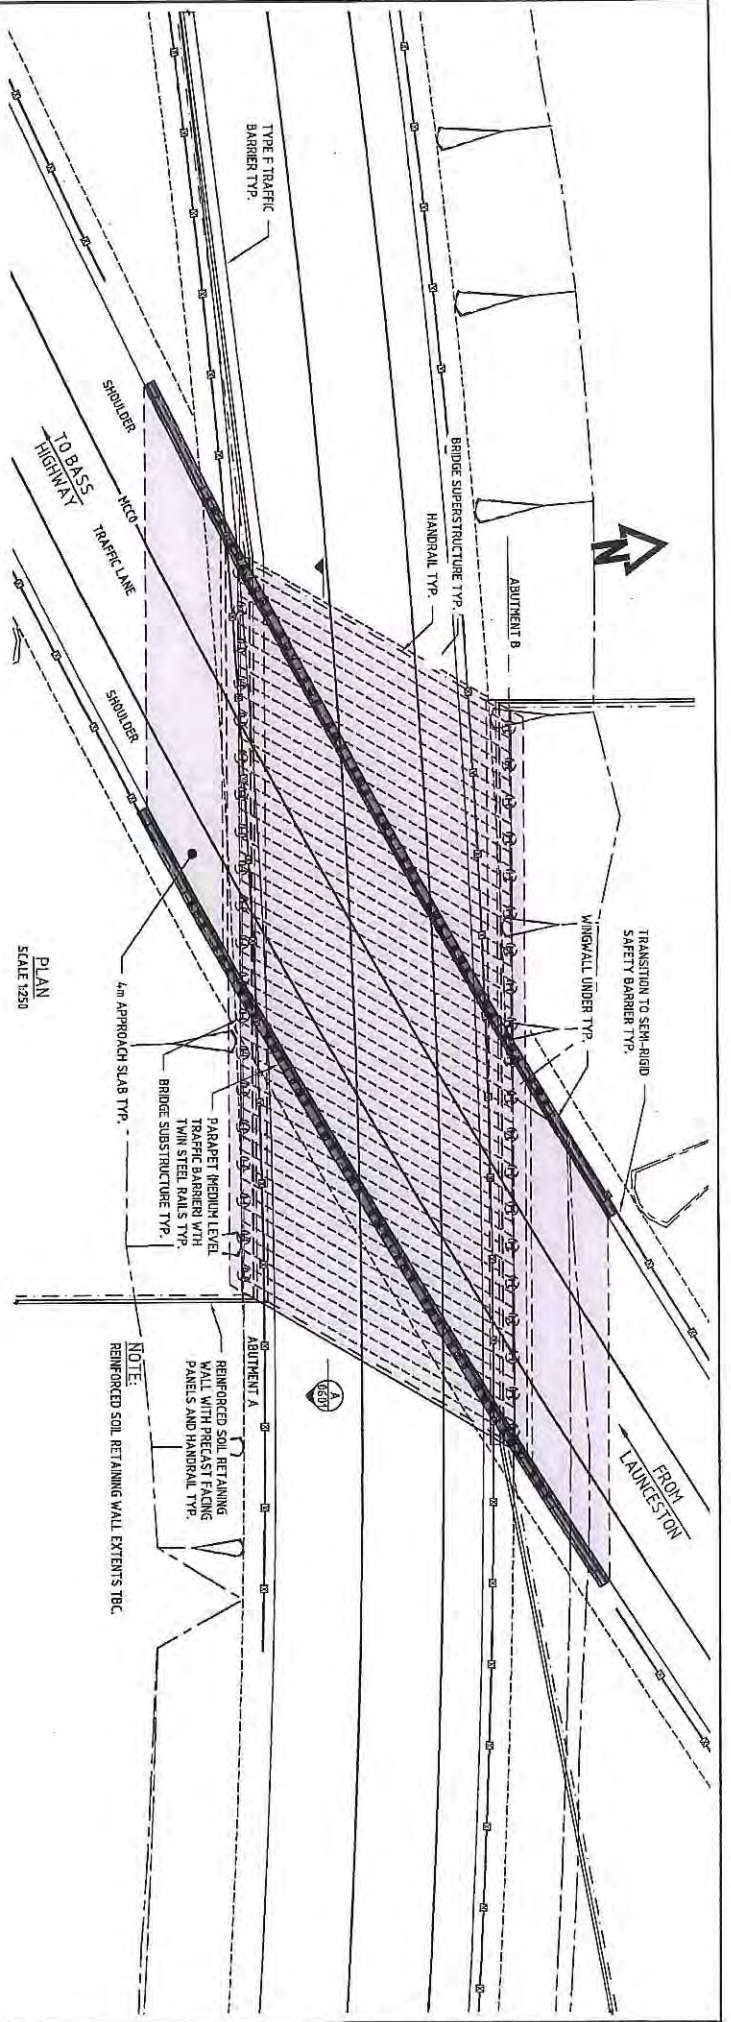 TYPE F TRAFFIC
BARRIER TYP.
SHOULDER
TO BASS
HIGHWAY
MCC0
TRAFFIC LANE
SHOULDER
BRIDGE SUPERSTRUCTURE TYP.
HANDRAIL TYP.
N
ABUTMENT B
TRANSITION TO SEMI-RIGID
SAFETY BARRIER TYP.
WINGWALL UNDER TYP.
FROM
LAUNCESTON
A
0601
ABUTMENT A
REINFORCED SOIL RETAINING
WALL WITH PRECAST FACING
PANELS AND HANDRAIL TYP.
PARAPET (MEDIUM LEVEL
TRAFFIC BARRIER) WITH
TWIN STEEL RAILS TYP.
BRIDGE SUBSTRUCTURE TYP.
4m APPROACH SLAB TYP.
NOTE:
REINFORCED SOIL RETAINING WALL EXTENTS TBC.
PLAN
SCALE 1:250